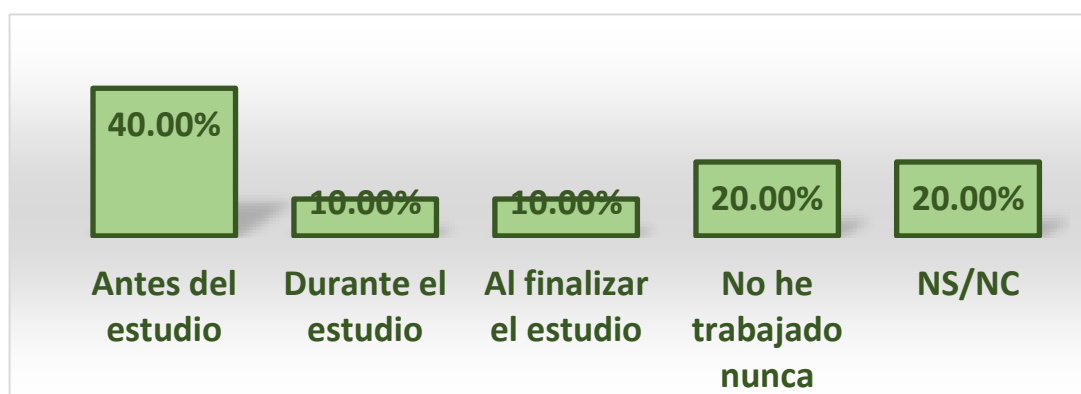 40.00%
10.00%
10.00%
20.00%
20.00%
Antes del
estudio
Durante el
estudio
Al finalizar
el estudio
No he
trabajado
nunca
NS/NC